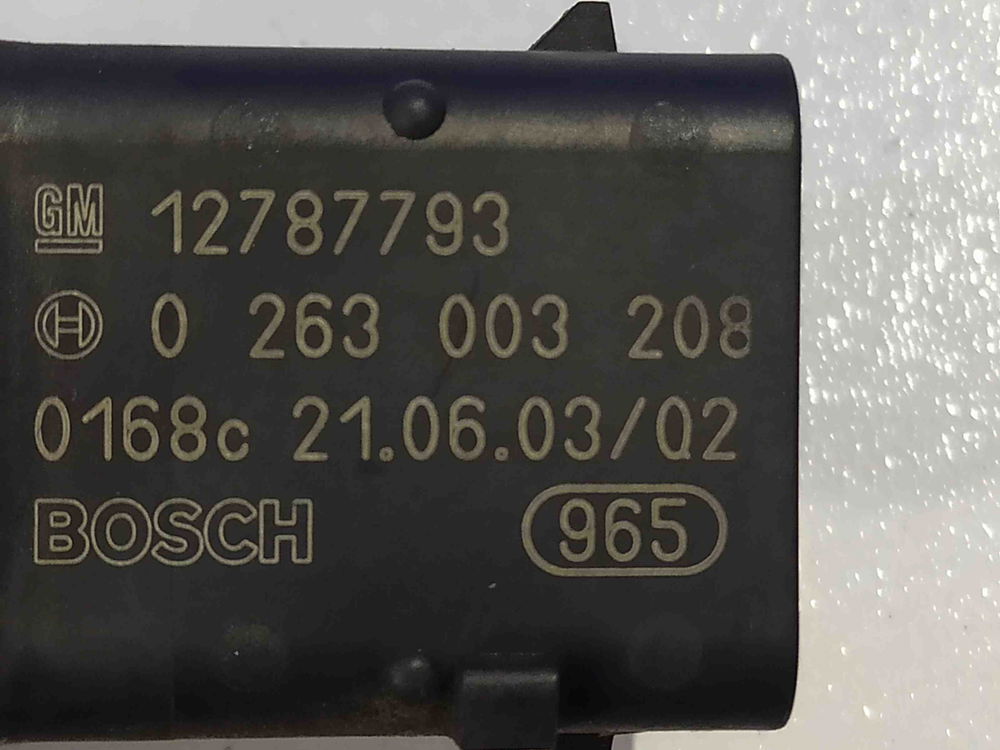 GM 12787793
0 263 003 208
0168c 21.06.03/02
BOSCH 965